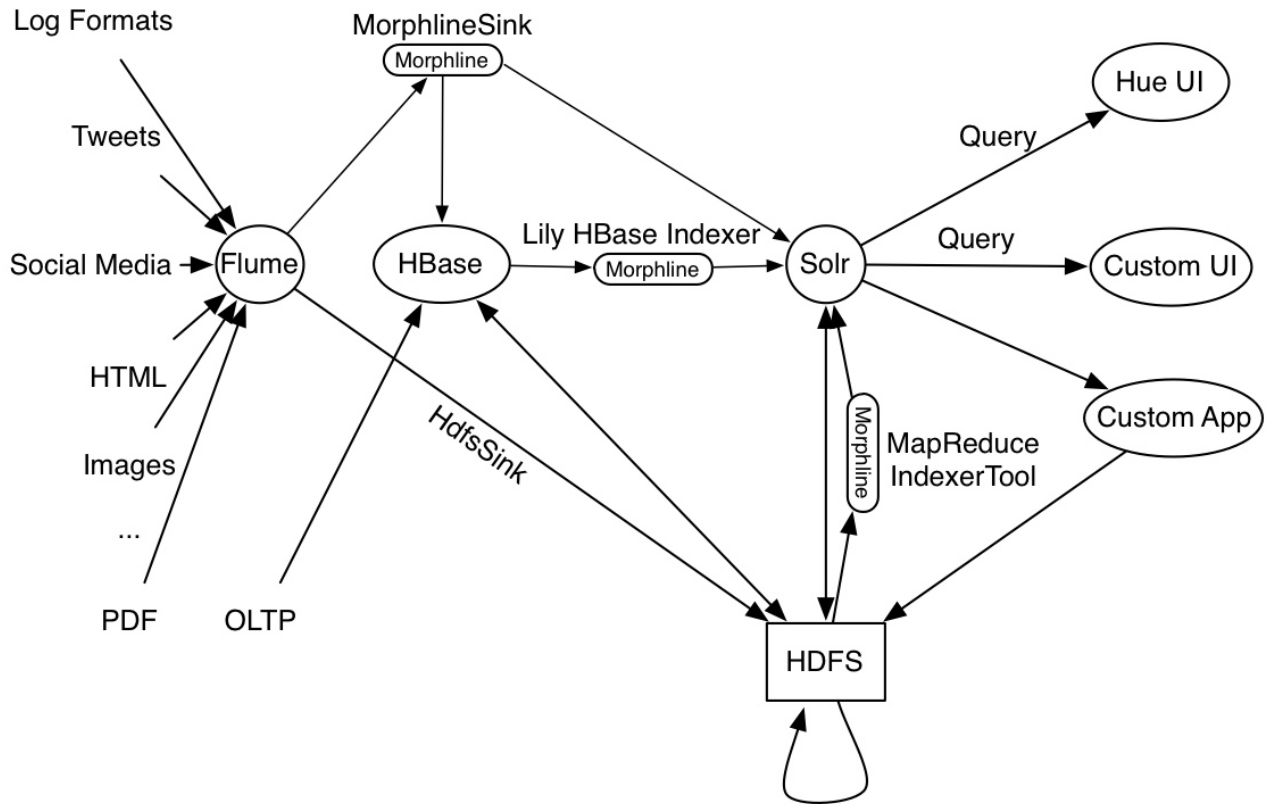 Log Formats
MorphlineSink
Morphline
Hue UI
Tweets
Query
Social Media
Flume
HBase
Lily HBase Indexer
Morphline
Solr
Query
Custom UI
HTML
HdfsSink
Morphline
MapReduce
IndexerTool
Custom App
Images
...
PDF
OLTP
HDFS